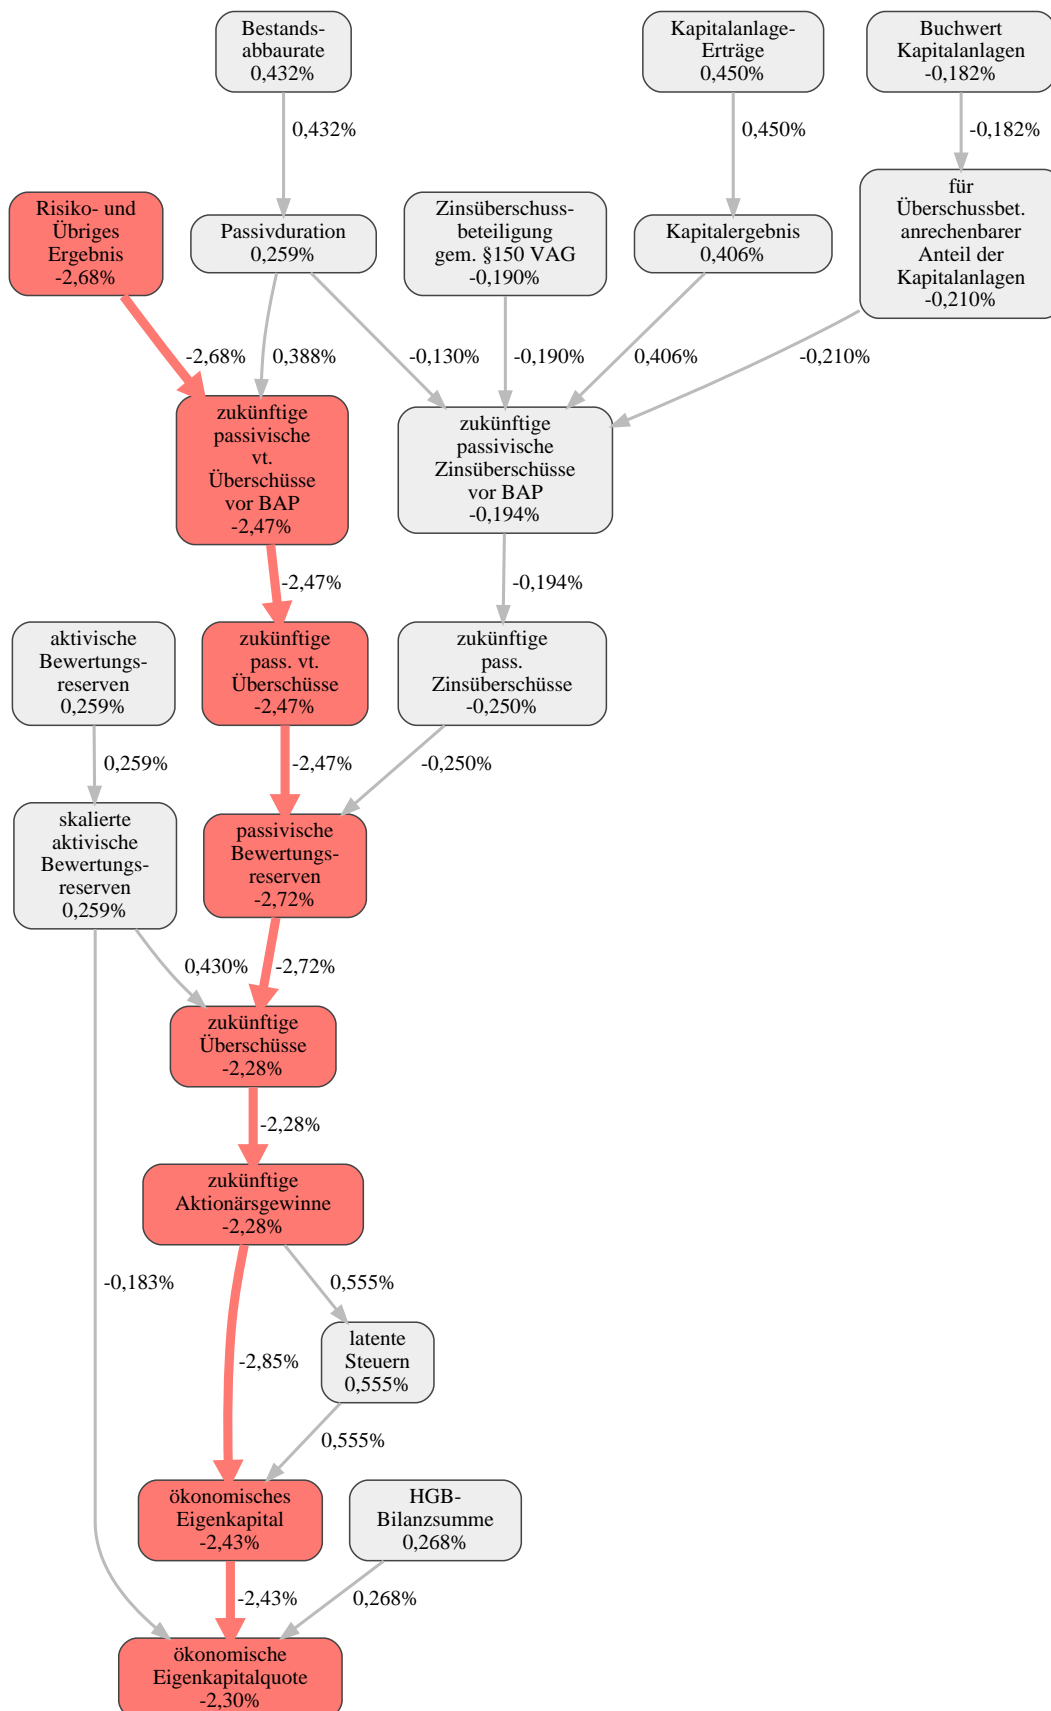 Bestands-
abbaurate
0,432%
Kapitalanlage-
Erträge
0,450%
Buchwert
Kapitalanlagen
-0,182%
0,432%
0,450%
-0,182%
Risiko- und
Übriges
Ergebnis
-2,68%
Passivduration
0,259%
Zinsüberschuss-
beteiligung
gem. §150 VAG
-0,190%
Kapitalergebnis
0,406%
für
Überschussbet.
anrechenbarer
Anteil der
Kapitalanlagen
-0,210%
-2,68%
0,388%
-0,130%
-0,190%
0,406%
-0,210%
zukünftige
passivische
vt.
Überschüsse
vor BAP
-2,47%
zukünftige
passivische
Zinsüberschüsse
vor BAP
-0,194%
-2,47%
-0,194%
aktivische
Bewertungs-
reserven
0,259%
zukünftige
pass. vt.
Überschüsse
-2,47%
zukünftige
pass.
Zinsüberschüsse
-0,250%
0,259%
-2,47%
-0,250%
skalierte
aktivische
Bewertungs-
reserven
0,259%
passivische
Bewertungs-
reserven
-2,72%
0,430%
-2,72%
zukünftige
Überschüsse
-2,28%
-2,28%
zukünftige
Aktionärsgewinne
-2,28%
-0,183%
0,555%
-2,85%
latente
Steuern
0,555%
0,555%
ökonomisches
Eigenkapital
-2,43%
HGB-
Bilanzsumme
0,268%
-2,43%
0,268%
ökonomische
Eigenkapitalquote
-2,30%